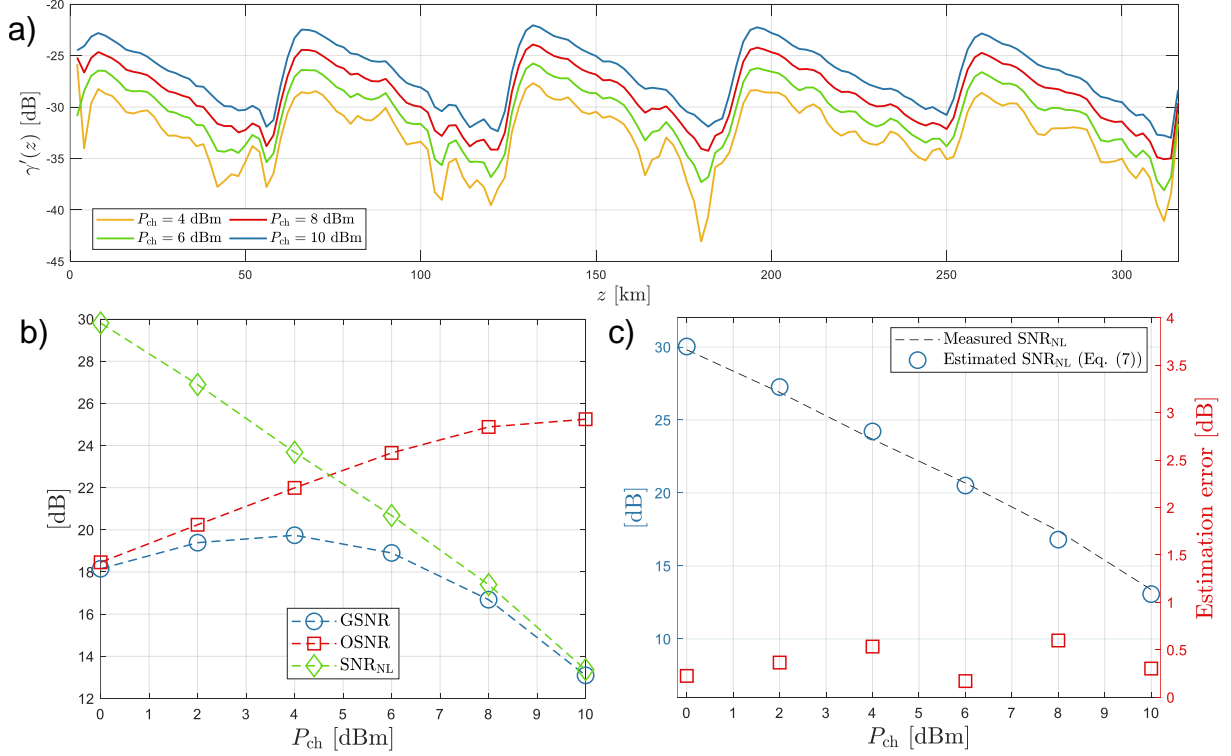 a)
γ′(z) [dB]
-20
-25
-30
-35
-40
-45
P_ch = 4 dBm
P_ch = 8 dBm
P_ch = 6 dBm
P_ch = 10 dBm
0 50 100 150 200 250 300
z [km]
b)
[dB]
30
28
26
24
22
20
18
16
14
12
GSNR
OSNR
SNR_NL
0 1 2 3 4 5 6 7 8 9 10
P_ch [dBm]
c)
[dB]
30
25
20
15
10
Measured SNR_NL
Estimated SNR_NL (Eq. (7))
4
3.5
3
2.5
2
1.5
1
0.5
0
Estimation error [dB]
0 1 2 3 4 5 6 7 8 9 10
P_ch [dBm]